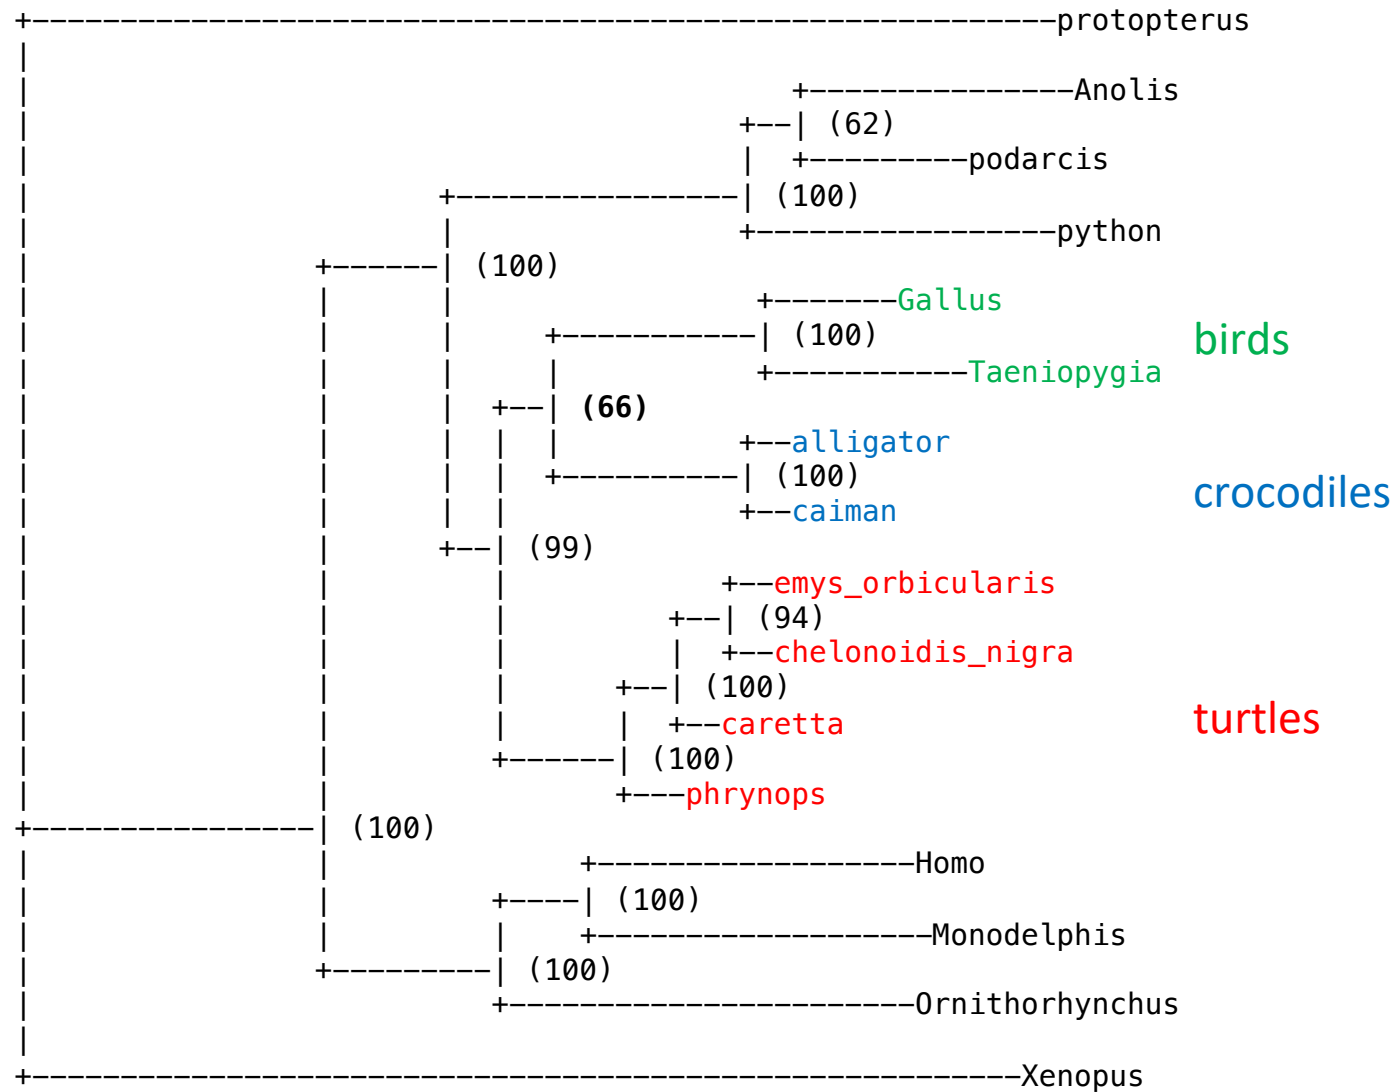 protopterus
Anolis
(62)
podarcis
(100)
python
(100)
Gallus
(100)
birds
Taeniopygia
(66)
alligator
(100)
crocodiles
caiman
(99)
emys_orbicularis
(94)
chelonoidis_nigra
(100)
turtles
caretta
(100)
phrynops
(100)
Homo
(100)
Monodelphis
(100)
Ornithorhynchus
Xenopus